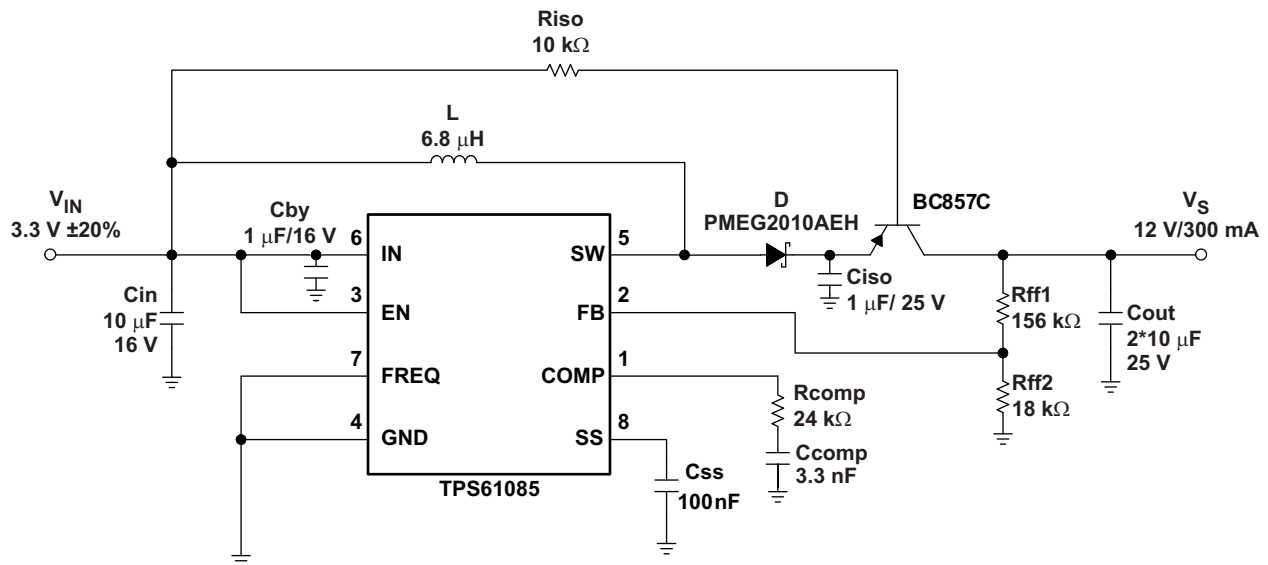 Riso
10 kΩ
L
6.8 μH
VIN
3.3 V ±20%
Cby
1 μF/16 V
D
PMEG2010AEH
BC857C
VS
12 V/300 mA
6
IN
SW
5
3
EN
FB
2
7
FREQ
COMP
1
4
GND
SS
8
TPS61085
Cin
10 μF
16 V
Ciso
1 μF/ 25 V
Rff1
156 kΩ
Cout
2*10 μF
25 V
Rff2
18 kΩ
Rcomp
24 kΩ
Ccomp
3.3 nF
Css
100nF